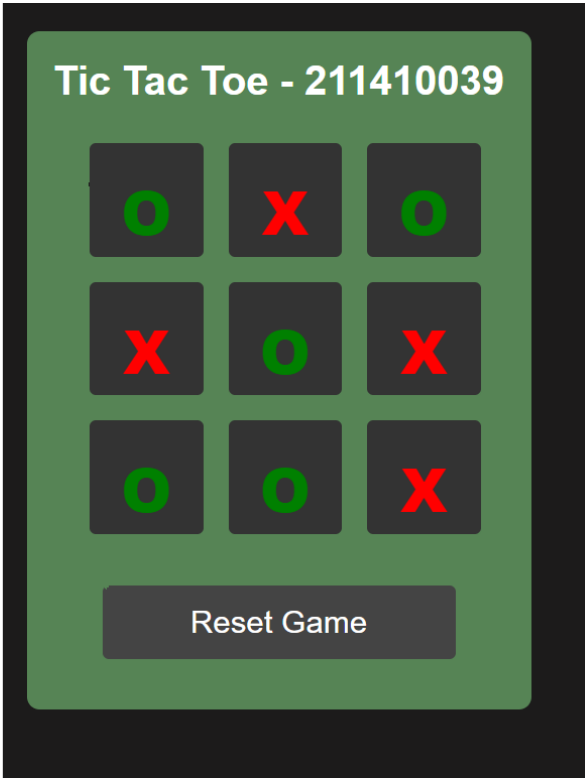 Tic Tac Toe - 211410039
o x o
x o x
o o x
Reset Game